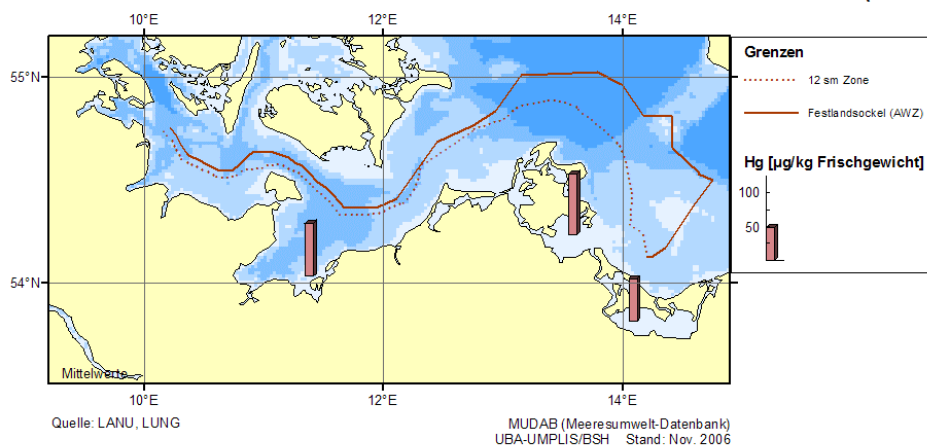 10°E 12°E 14°E
55°N
54°N
Mittelwerte
10°E 12°E 14°E
Grenzen
12 sm Zone
Festlandsockel (AWZ)
Hg [µg/kg Frischgewicht]
100
50
Quelle: LANU, LUNG
MUDAB (Meeresumwelt-Datenbank)
UBA-UMPLIS/BSH Stand: Nov. 2006